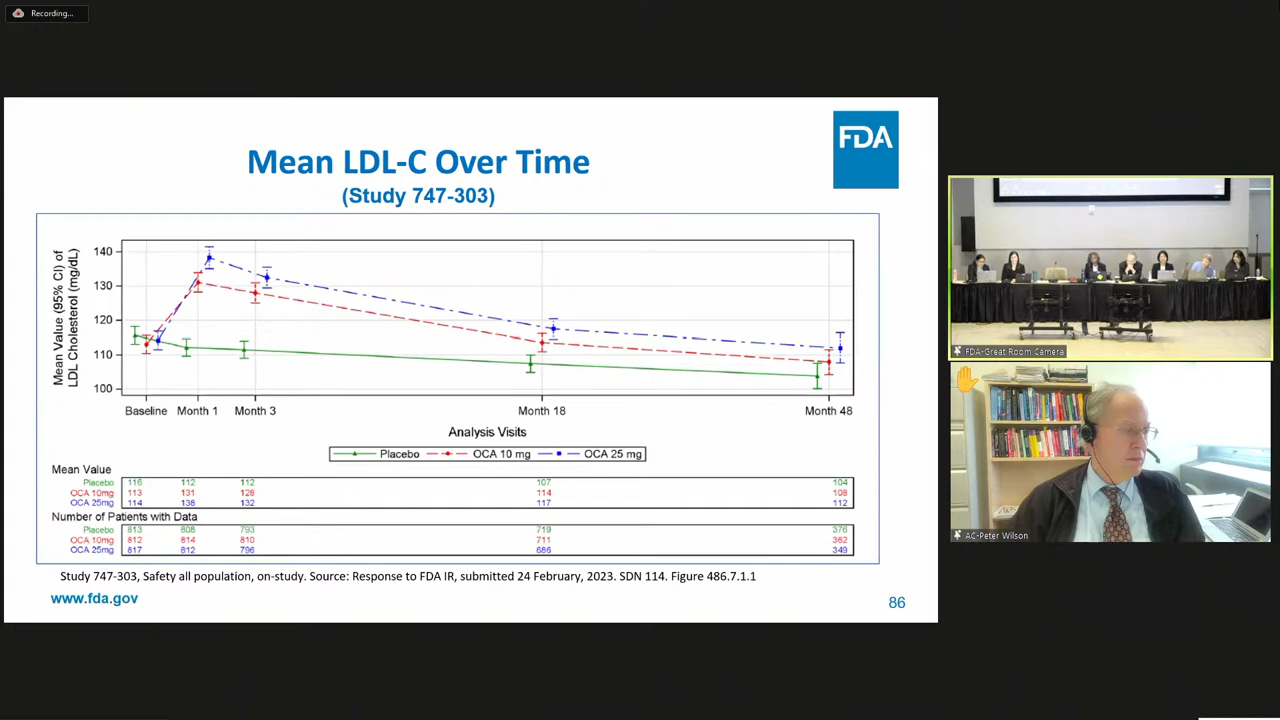 Recording...
FDA
Mean LDL-C Over Time
(Study 747-303)
Mean Value (95% CI) of
LDL Cholesterol (mg/dL)
140
130
120
110
100
Baseline Month 1 Month 3 Month 18 Month 48
Analysis Visits
Placebo OCA 10 mg OCA 25 mg
Mean Value
Placebo 116 112 112 107 104
OCA 10mg 113 131 128 114 108
OCA 25mg 114 138 132 117 112
Number of Patients with Data
Placebo 813 808 793 719 376
OCA 10mg 812 814 810 711 362
OCA 25mg 817 812 796 686 349
Study 747-303, Safety all population, on-study. Source: Response to FDA IR, submitted 24 February, 2023. SDN 114. Figure 486.7.1.1
www.fda.gov
86
FDA-Great Room Camera
AC-Peter Wilson